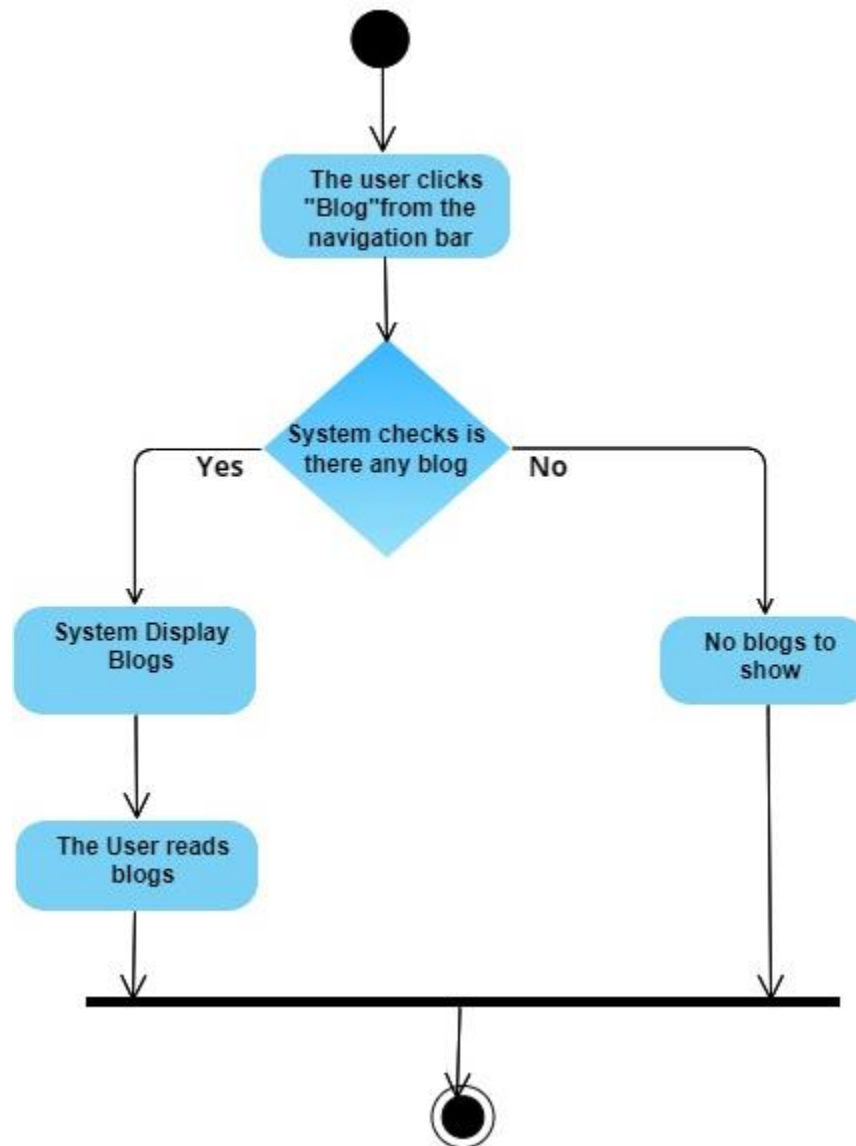 The user clicks
"Blog"from the
navigation bar
System checks is
there any blog
Yes
No
System Display
Blogs
No blogs to
show
The User reads
blogs